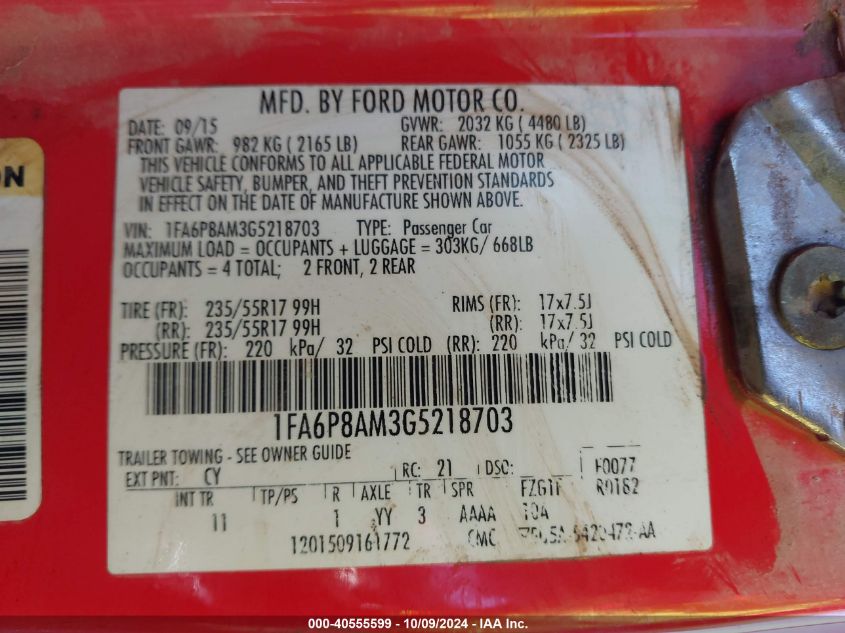 MFD. BY FORD MOTOR CO.
DATE: 09/15 GVWR: 2032 KG ( 4480 LB)
FRONT GAWR: 982 KG ( 2165 LB) REAR GAWR: 1055 KG ( 2325 LB)
THIS VEHICLE CONFORMS TO ALL APPLICABLE FEDERAL MOTOR
VEHICLE SAFETY, BUMPER, AND THEFT PREVENTION STANDARDS
IN EFFECT ON THE DATE OF MANUFACTURE SHOWN ABOVE.
ON
VIN: 1FA6P8AM3G5218703 TYPE: Passenger Car
MAXIMUM LOAD = OCCUPANTS + LUGGAGE = 303KG/ 668LB
OCCUPANTS = 4 TOTAL; 2 FRONT, 2 REAR
TIRE (FR): 235/55R17 99H RIMS (FR): 17x7.5J
(RR): 235/55R17 99H (RR): 17x7.5J
PRESSURE (FR): 220 kPa/ 32 PSI COLD (RR): 220 kPa/ 32 PSI COLD
1FA6P8AM3G5218703
TRAILER TOWING - SEE OWNER GUIDE
EXT PNT: CY RC: 21 DSO: F0077
INT TR TP/PS R AXLE TR SPR R0182
11 1 YY 3 AAAA 10A
1201509161772 CMC
000-40555599 - 10/09/2024 - IAA Inc.